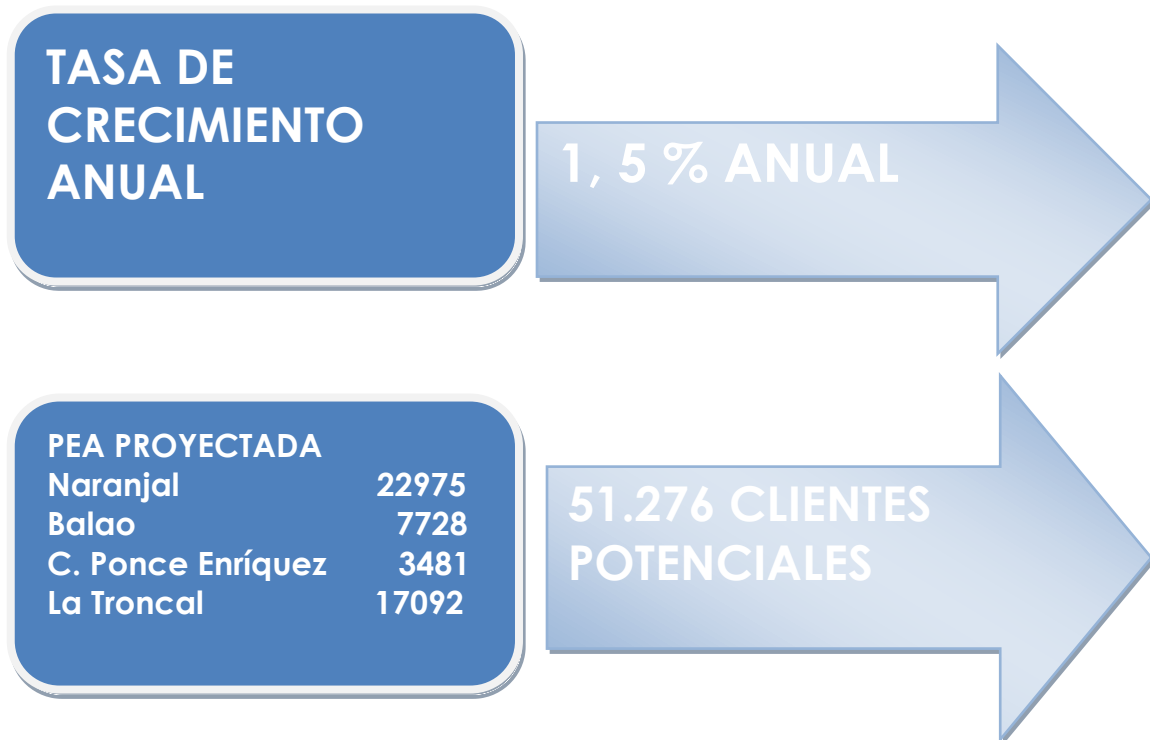 TASA DE
CRECIMIENTO
ANUAL
1, 5 % ANUAL
PEA PROYECTADA
Naranjal 22975
Balao 7728
C. Ponce Enríquez 3481
La Troncal 17092
51.276 CLIENTES
POTENCIALES